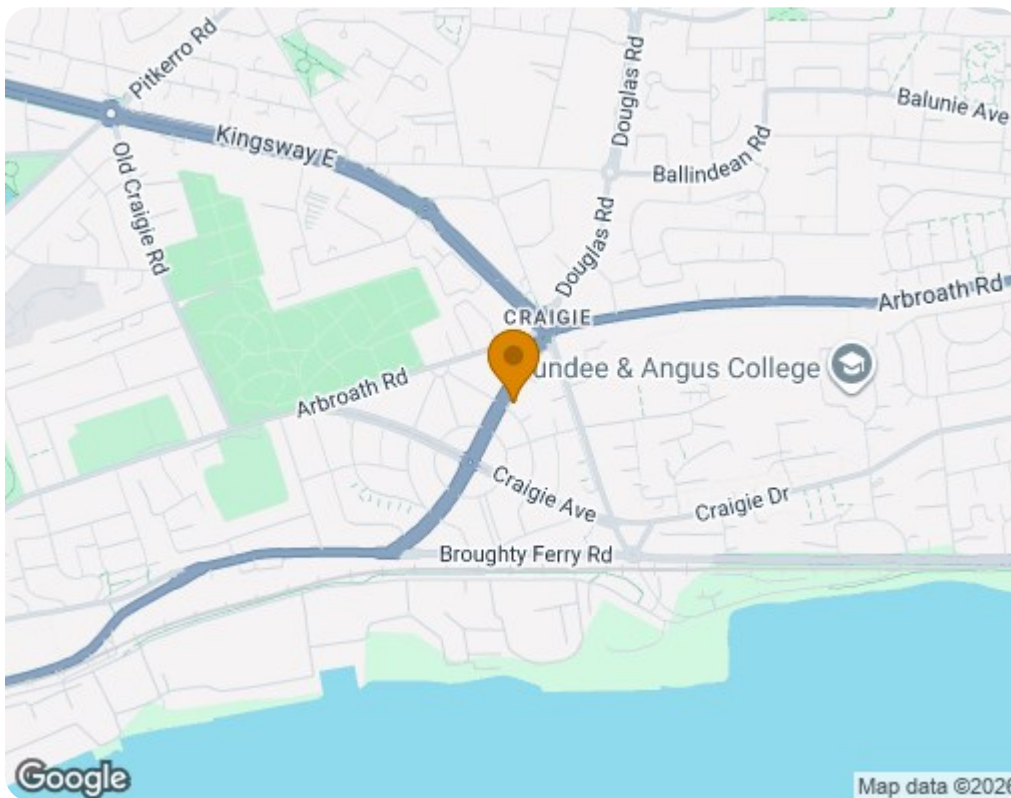 Pitkerro Rd
Kingsway E
Old Craigie Rd
Douglas Rd
Balunie Ave
Ballindean Rd
Douglas Rd
Arbroath Rd
CRAIGIE
undee & Angus College
Arbroath Rd
Craigie Ave
Craigie Dr
Broughty Ferry Rd
Google
Map data ©2026